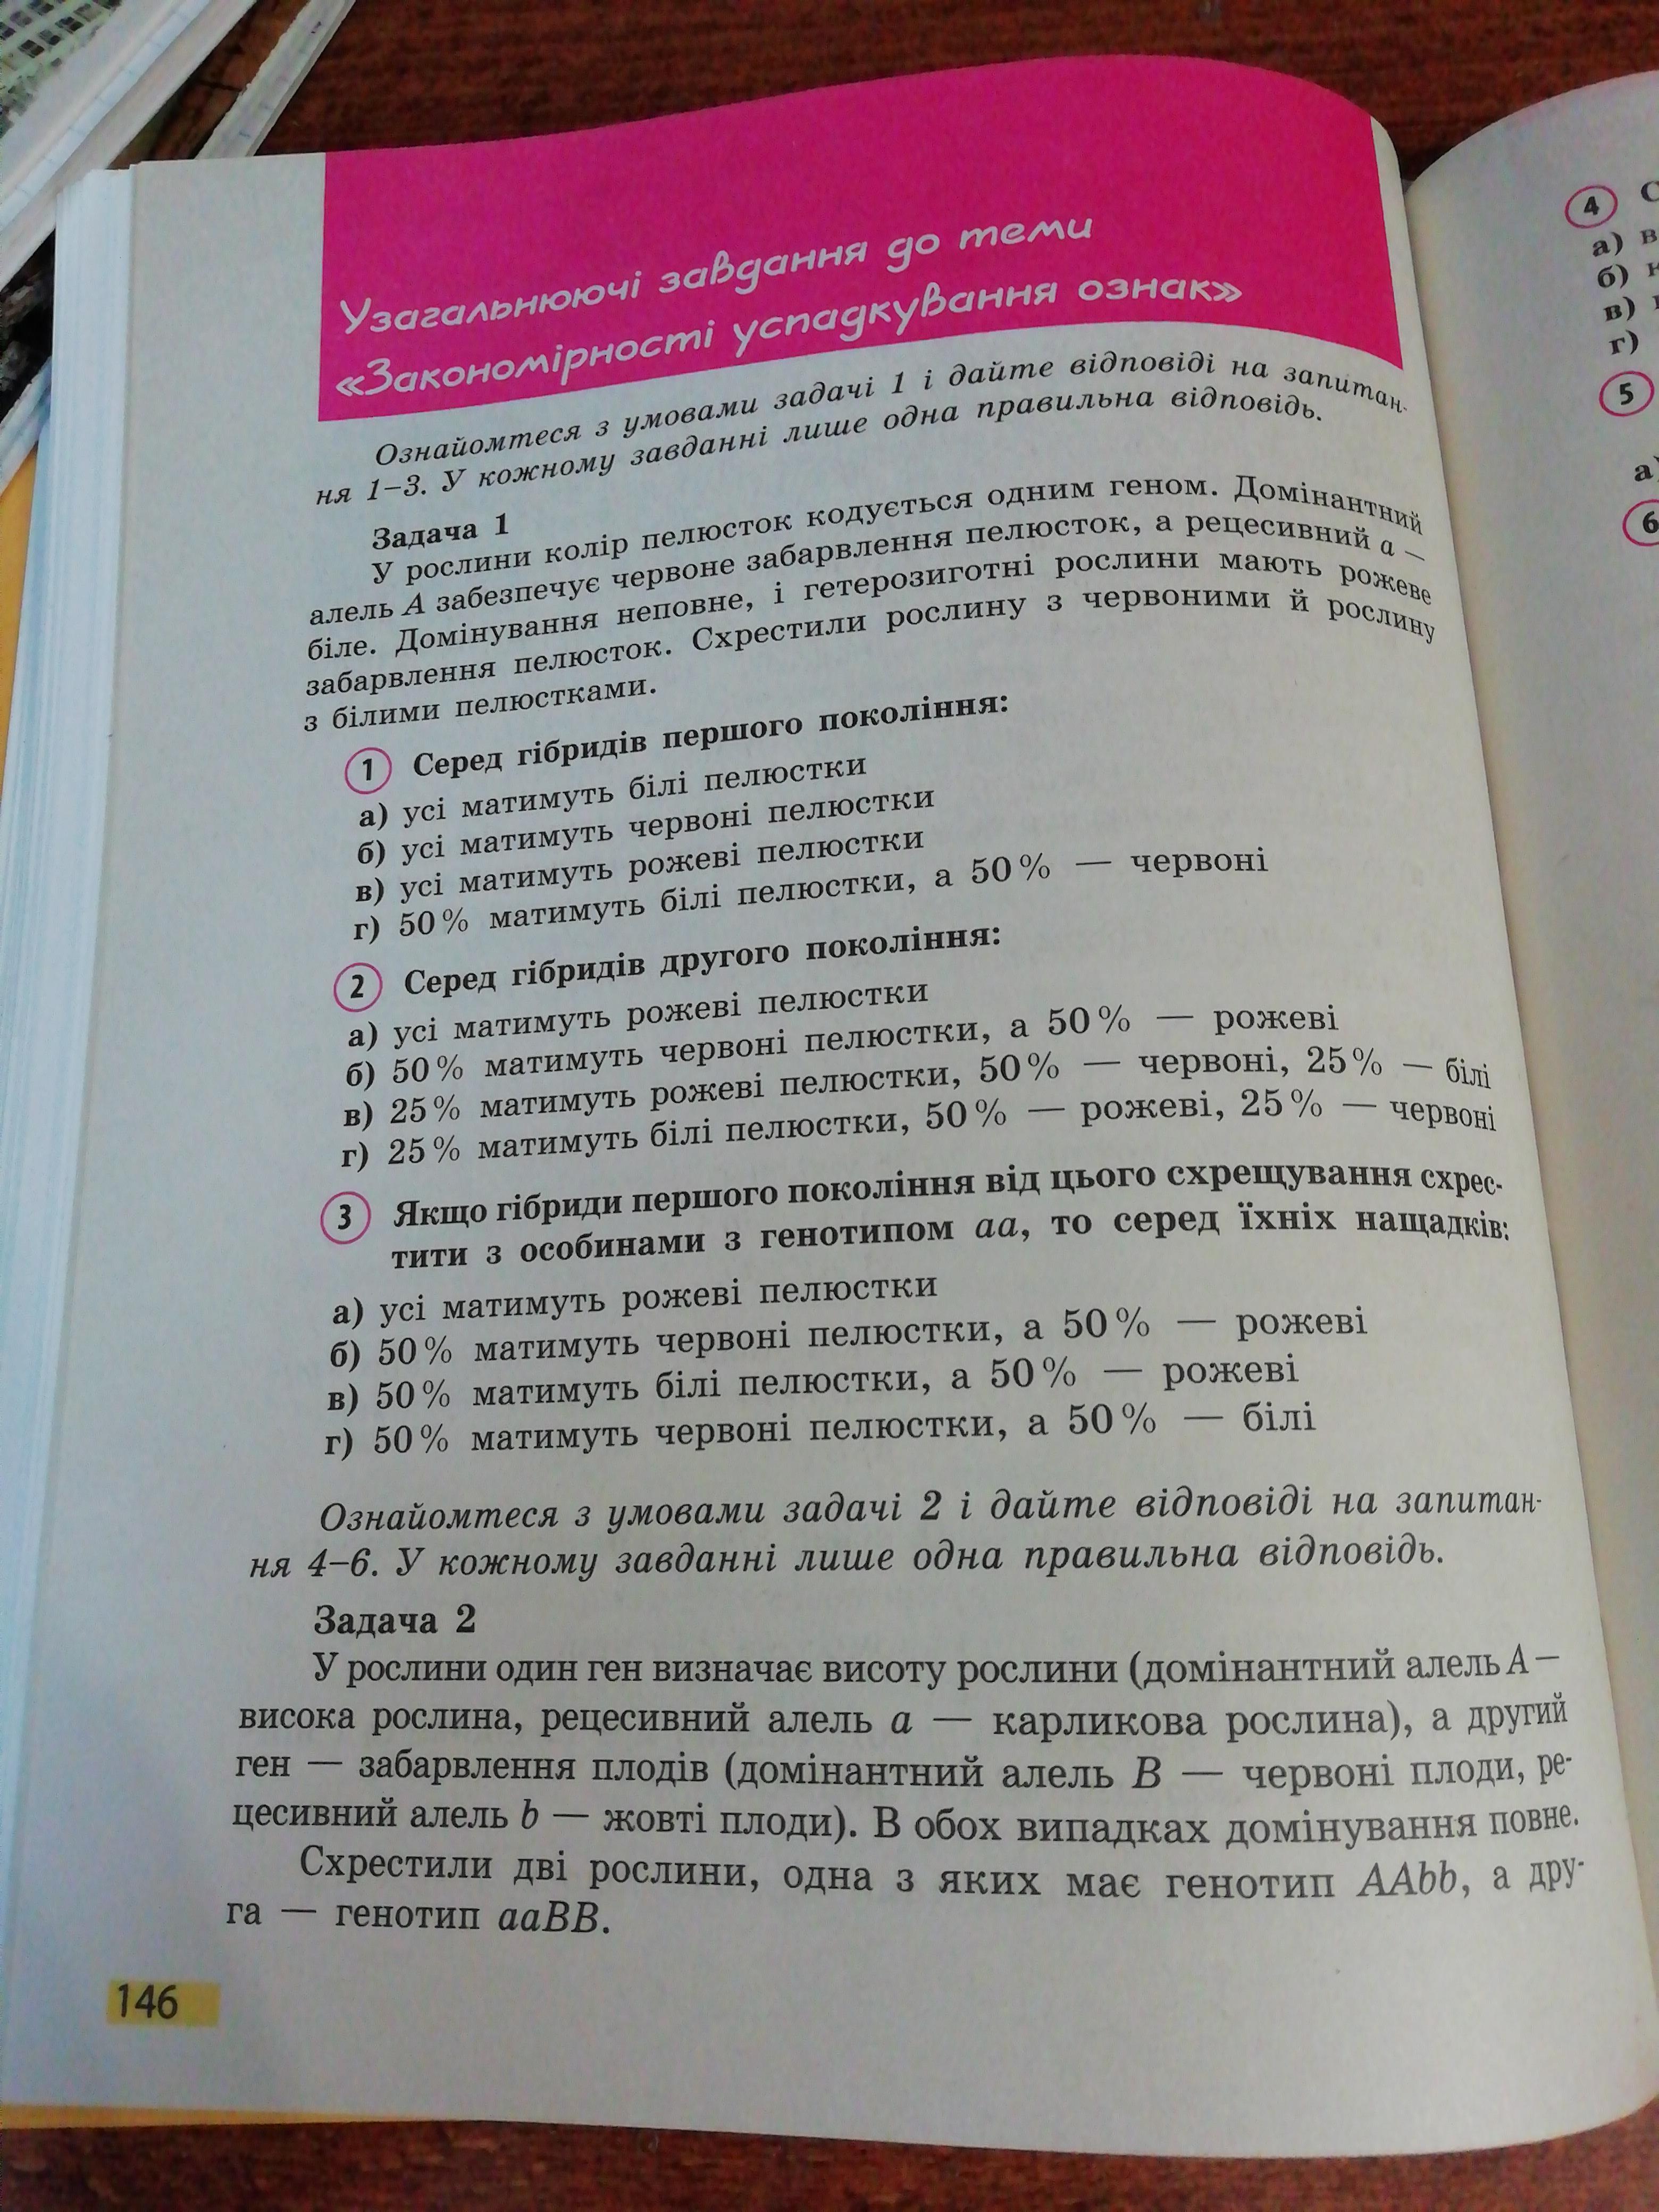 Узагальнюючі завдання до теми
«Закономірності успадкування ознак»
Ознайомтеся з умовами задачі 1 і дайте відповіді на запитан-
ня 1–3. У кожному завданні лише одна правильна відповідь.
Задача 1
У рослини колір пелюсток кодується одним геном. Домінантний
алель A забезпечує червоне забарвлення пелюсток, а рецесивний a —
біле. Домінування неповне, і гетерозиготні рослини мають рожеве
забарвлення пелюсток. Схрестили рослину з червоними й рослину
з білими пелюстками.
1 Серед гібридів першого покоління:
а) усі матимуть білі пелюстки
б) усі матимуть червоні пелюстки
в) усі матимуть рожеві пелюстки
г) 50 % матимуть білі пелюстки, а 50 % — червоні
2 Серед гібридів другого покоління:
а) усі матимуть рожеві пелюстки
б) 50 % матимуть червоні пелюстки, а 50 % — рожеві
в) 25 % матимуть рожеві пелюстки, 50 % — червоні, 25 % — білі
г) 25 % матимуть білі пелюстки, 50 % — рожеві, 25 % — червоні
3 Якщо гібриди першого покоління від цього схрещування схрес-
тити з особинами з генотипом aa, то серед їхніх нащадків:
а) усі матимуть рожеві пелюстки
б) 50 % матимуть червоні пелюстки, а 50 % — рожеві
в) 50 % матимуть білі пелюстки, а 50 % — рожеві
г) 50 % матимуть червоні пелюстки, а 50 % — білі
Ознайомтеся з умовами задачі 2 і дайте відповіді на запитан-
ня 4–6. У кожному завданні лише одна правильна відповідь.
Задача 2
У рослини один ген визначає висоту рослини (домінантний алель A —
висока рослина, рецесивний алель a — карликова рослина), а другий
ген — забарвлення плодів (домінантний алель B — червоні плоди, ре-
цесивний алель b — жовті плоди). В обох випадках домінування повне.
Схрестили дві рослини, одна з яких має генотип AAbb, а дру-
га — генотип aaBB.
146
4
а)
б)
в)
г)
5
а)
6